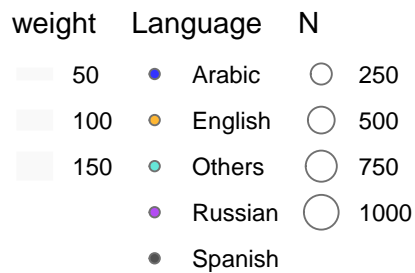 weight Language N
50 Arabic 250
100 English 500
150 Others 750
Russian 1000
Spanish